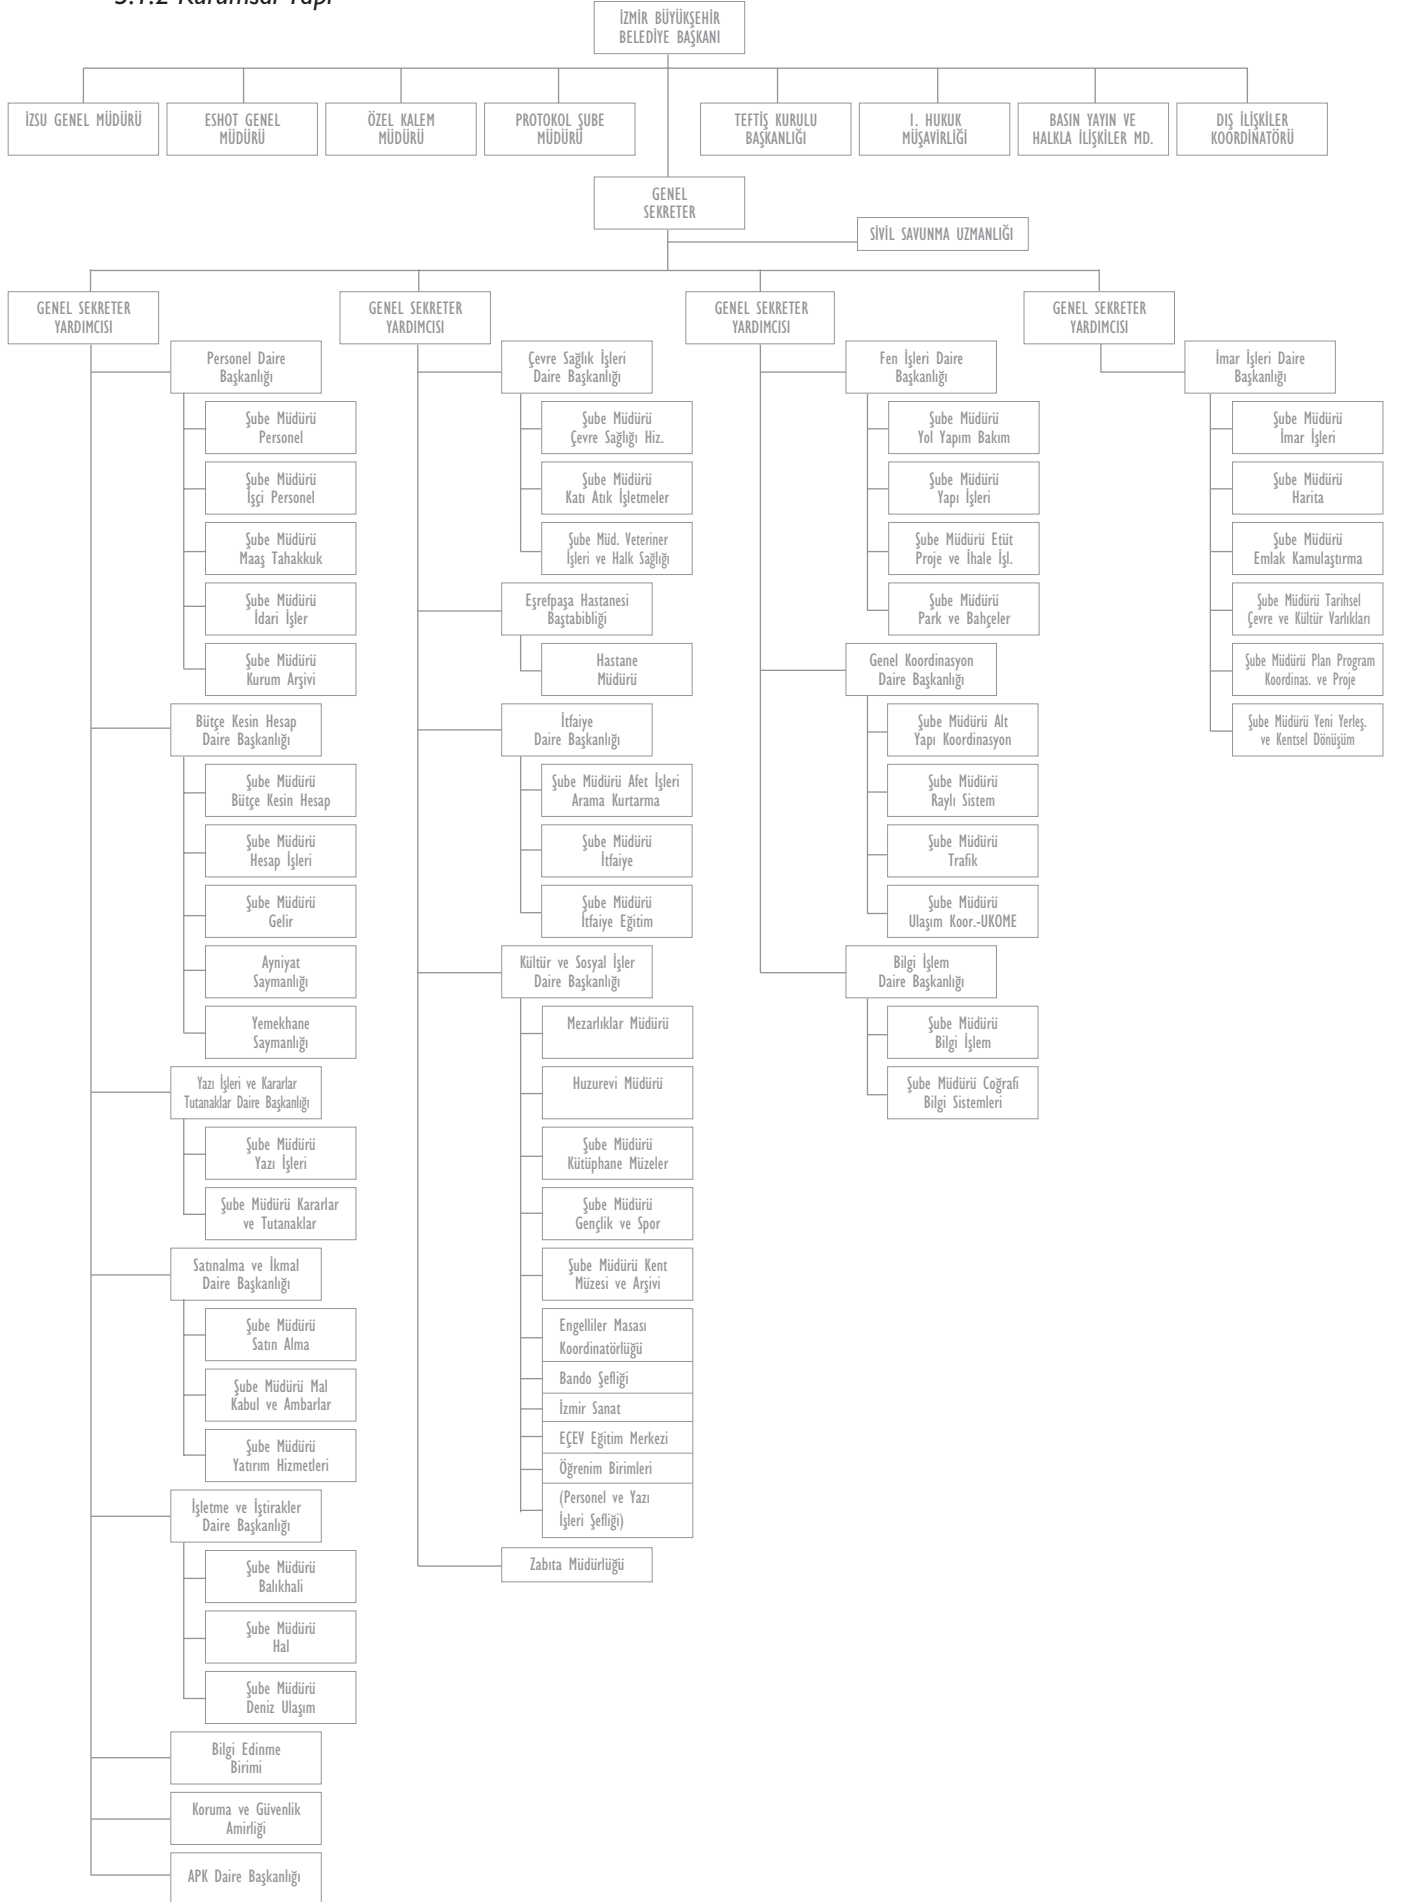 3.1.2 Kurumsal Yapı
İZMİR BÜYÜKŞEHİR
BELEDİYE BAŞKANI
İZSU GENEL MÜDÜRÜ
ESHOT GENEL
MÜDÜRÜ
ÖZEL KALEM
MÜDÜRÜ
PROTOKOL ŞUBE
MÜDÜRÜ
TEFTİŞ KURULU
BAŞKANLIĞI
I. HUKUK
MÜŞAVİRLİĞİ
BASIN YAYIN VE
HALKLA İLİŞKİLER MD.
DIŞ İLİŞKİLER
KOORDİNATÖRÜ
GENEL
SEKRETER
SİVİL SAVUNMA UZMANLIĞI
GENEL SEKRETER
YARDIMCISI
Personel Daire
Başkanlığı
Şube Müdürü
Personel
Şube Müdürü
İşçi Personel
Şube Müdürü
Maaş Tahakkuk
Şube Müdürü
İdari İşler
Şube Müdürü
Kurum Arşivi
Bütçe Kesin Hesap
Daire Başkanlığı
Şube Müdürü
Bütçe Kesin Hesap
Şube Müdürü
Hesap İşleri
Şube Müdürü
Gelir
Ayniyat
Saymanlığı
Yemekhane
Saymanlığı
Yazı İşleri ve Kararlar
Tutanaklar Daire Başkanlığı
Şube Müdürü
Yazı İşleri
Şube Müdürü Kararlar
ve Tutanaklar
Satınalma ve İkmal
Daire Başkanlığı
Şube Müdürü
Satın Alma
Şube Müdürü Mal
Kabul ve Ambarlar
Şube Müdürü
Yatırım Hizmetleri
İşletme ve İştirakler
Daire Başkanlığı
Şube Müdürü
Balıkhali
Şube Müdürü
Hal
Şube Müdürü
Deniz Ulaşım
Bilgi Edinme
Birimi
Koruma ve Güvenlik
Amirliği
APK Daire Başkanlığı
GENEL SEKRETER
YARDIMCISI
Çevre Sağlık İşleri
Daire Başkanlığı
Şube Müdürü
Çevre Sağlığı Hiz.
Şube Müdürü
Katı Atık İşletmeler
Şube Müd. Veteriner
İşleri ve Halk Sağlığı
Eşrefpaşa Hastanesi
Baştabibliği
Hastane
Müdürü
İtfaiye
Daire Başkanlığı
Şube Müdürü Afet İşleri
Arama Kurtarma
Şube Müdürü
İtfaiye
Şube Müdürü
İtfaiye Eğitim
Kültür ve Sosyal İşler
Daire Başkanlığı
Mezarlıklar Müdürü
Huzurevi Müdürü
Şube Müdürü
Kütüphane Müzeler
Şube Müdürü
Gençlik ve Spor
Şube Müdürü Kent
Müzesi ve Arşivi
Engelliler Masası
Koordinatörlüğü
Bando Şefliği
İzmir Sanat
EÇEV Eğitim Merkezi
Öğrenim Birimleri
(Personel ve Yazı
İşleri Şefliği)
Zabıta Müdürlüğü
GENEL SEKRETER
YARDIMCISI
Fen İşleri Daire
Başkanlığı
Şube Müdürü
Yol Yapım Bakım
Şube Müdürü
Yapı İşleri
Şube Müdürü Etüt
Proje ve İhale İşl.
Şube Müdürü
Park ve Bahçeler
Genel Koordinasyon
Daire Başkanlığı
Şube Müdürü Alt
Yapı Koordinasyon
Şube Müdürü
Raylı Sistem
Şube Müdürü
Trafik
Şube Müdürü
Ulaşım Koor.-UKOME
Bilgi İşlem
Daire Başkanlığı
Şube Müdürü
Bilgi İşlem
Şube Müdürü Coğrafi
Bilgi Sistemleri
GENEL SEKRETER
YARDIMCISI
İmar İşleri Daire
Başkanlığı
Şube Müdürü
İmar İşleri
Şube Müdürü
Harita
Şube Müdürü
Emlak Kamulaştırma
Şube Müdürü Tarihsel
Çevre ve Kültür Varlıkları
Şube Müdürü Plan Program
Koordinas. ve Proje
Şube Müdürü Yeni Yerleş.
ve Kentsel Dönüşüm